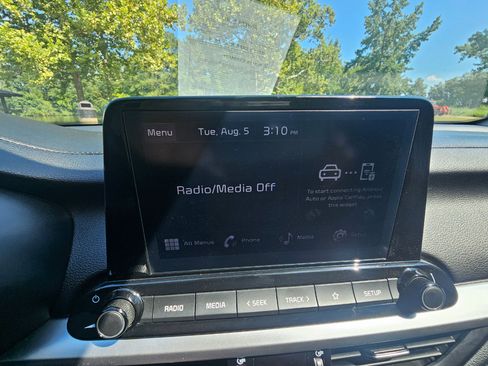 Menu
Tue, Aug. 5
3:10 PM
Radio/Media Off
To start connecting Android
Auto or Apple CarPlay, press
this widget.
All Menus
Phone
Media
Setup
RADIO
MEDIA
< SEEK
TRACK >
☆
SETUP